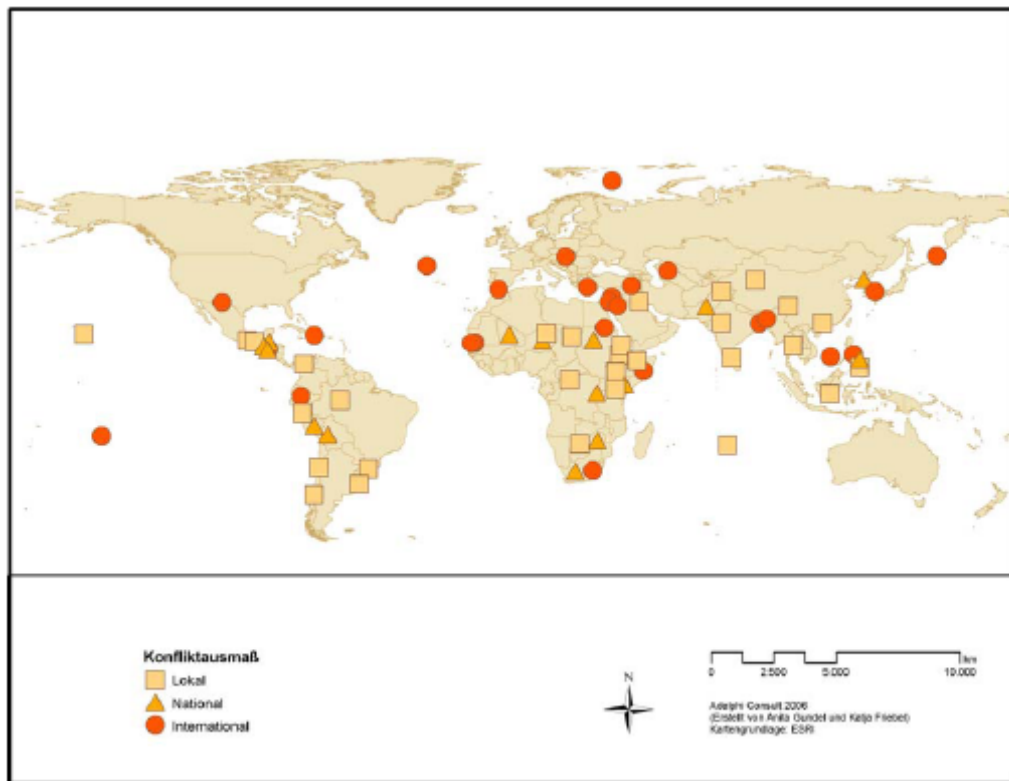 Konfliktausmaß
Lokal
National
International
N
km
0 2.500 5.000 10.000
Adelphi Consult 2006
(Erstellt von Anita Gundel und Katja Friebel)
Kartengrundlage: ESRI